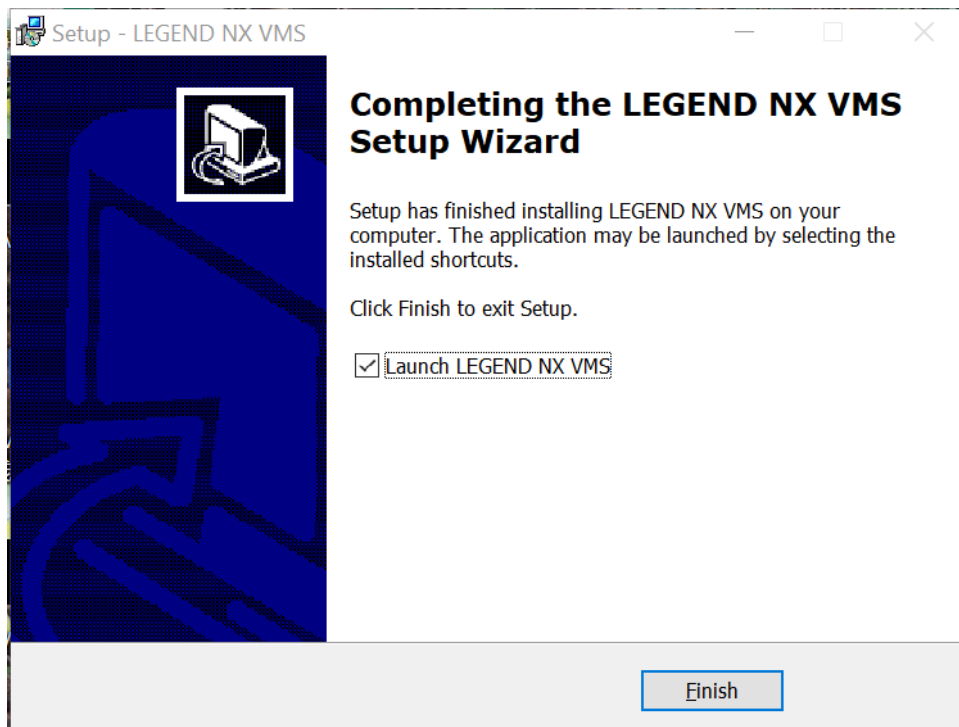 Setup - LEGEND NX VMS
Completing the LEGEND NX VMS
Setup Wizard
Setup has finished installing LEGEND NX VMS on your
computer. The application may be launched by selecting the
installed shortcuts.
Click Finish to exit Setup.
Launch LEGEND NX VMS
Finish